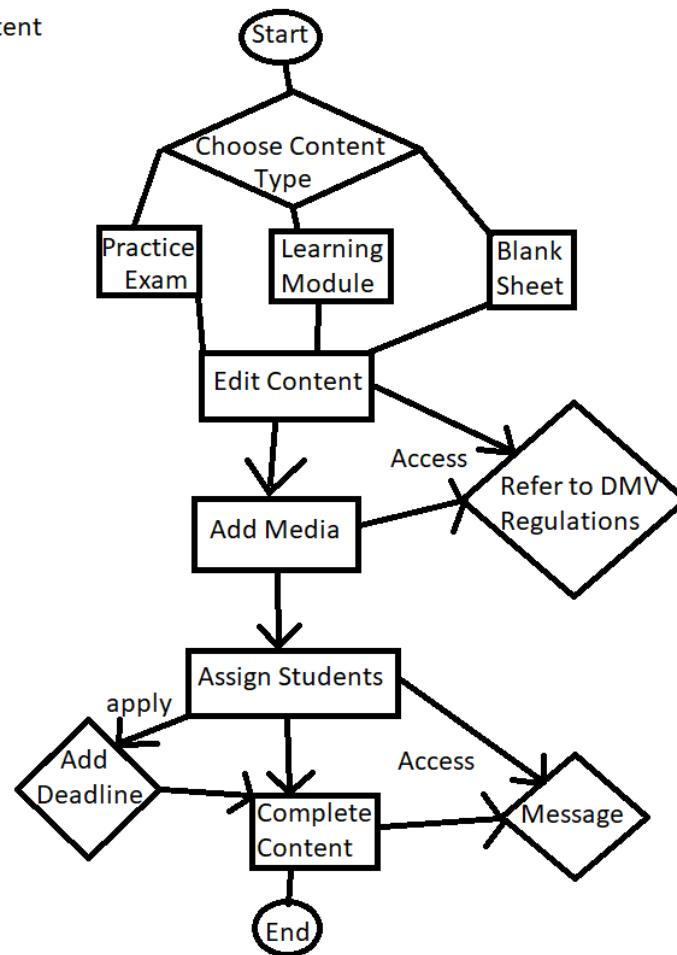 tent
Start
Choose Content
Type
Practice
Exam
Learning
Module
Blank
Sheet
Edit Content
Access
Refer to DMV
Regulations
Add Media
Assign Students
apply
Add
Deadline
Access
Message
Complete
Content
End